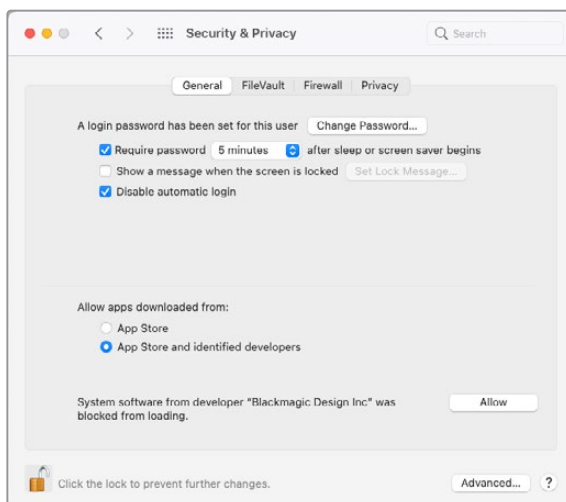 Security & Privacy
Search
General FileVault Firewall Privacy
A login password has been set for this user Change Password...
Require password 5 minutes after sleep or screen saver begins
Show a message when the screen is locked Set Lock Message...
Disable automatic login
Allow apps downloaded from:
App Store
App Store and identified developers
System software from developer "Blackmagic Design Inc" was
blocked from loading.
Allow
Click the lock to prevent further changes.
Advanced... ?